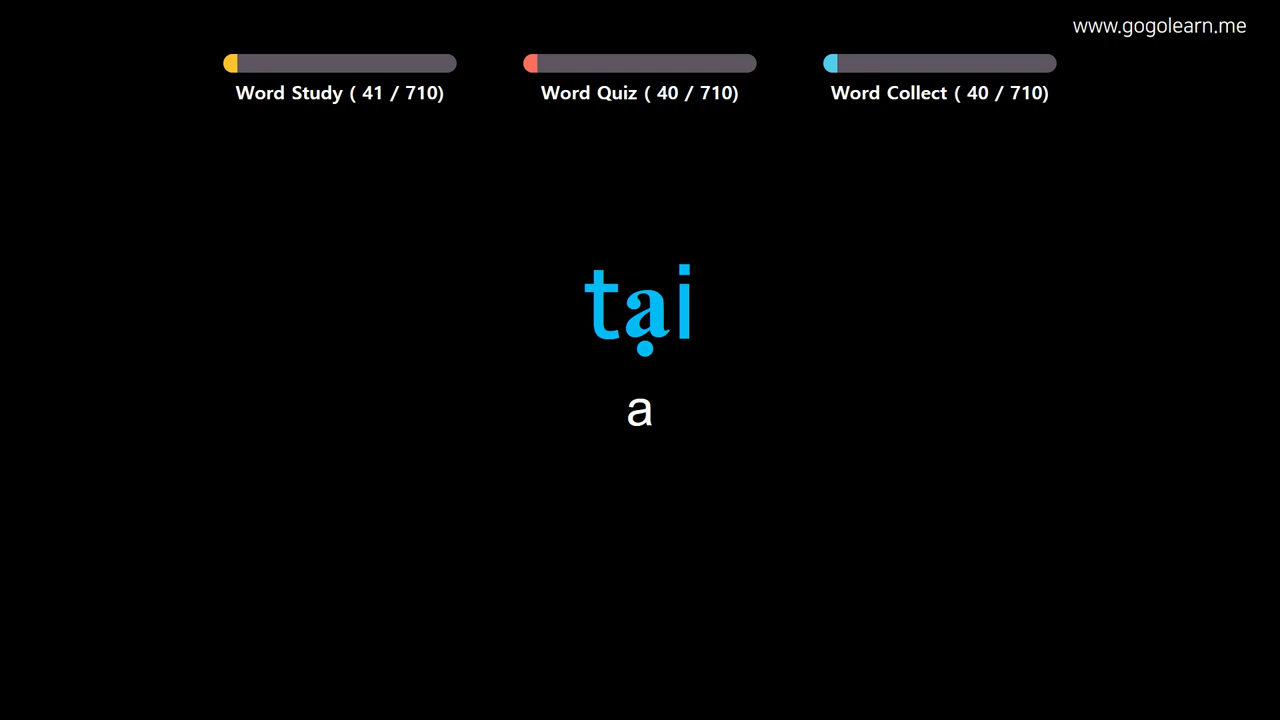 www.gogolearn.me
Word Study ( 41 / 710)
Word Quiz ( 40 / 710)
Word Collect ( 40 / 710)
tại
a